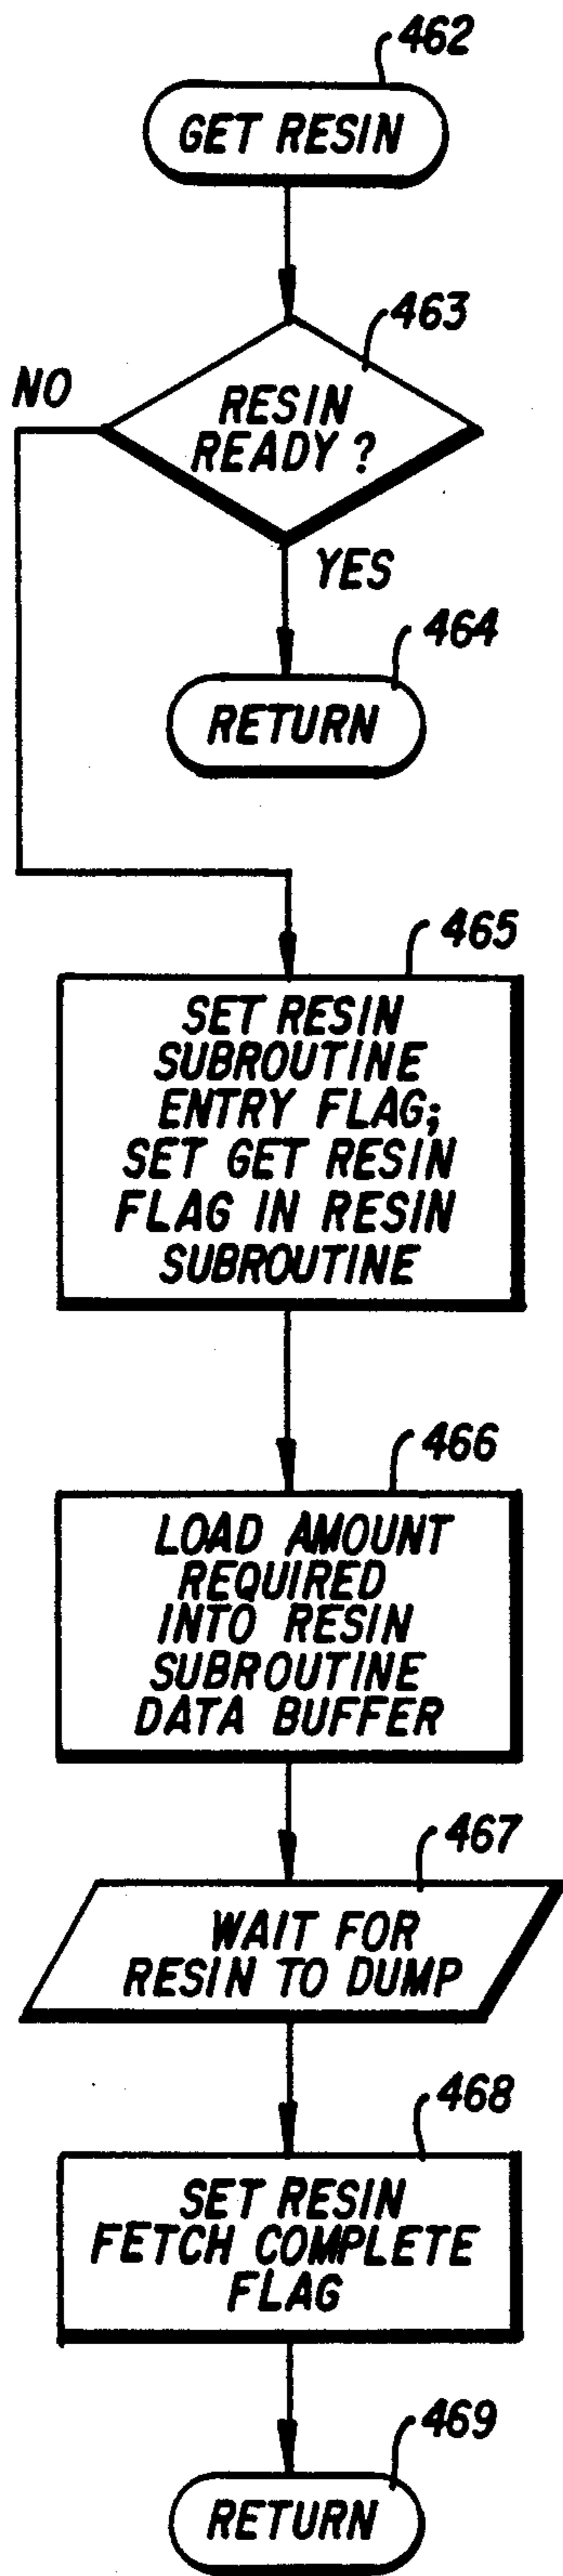 462
GET RESIN
463
NO
RESIN
READY ?
YES
464
RETURN
465
SET RESIN
SUBROUTINE
ENTRY FLAG;
SET GET RESIN
FLAG IN RESIN
SUBROUTINE
466
LOAD AMOUNT
REQUIRED
INTO RESIN
SUBROUTINE
DATA BUFFER
467
WAIT FOR
RESIN TO DUMP
468
SET RESIN
FETCH COMPLETE
FLAG
469
RETURN